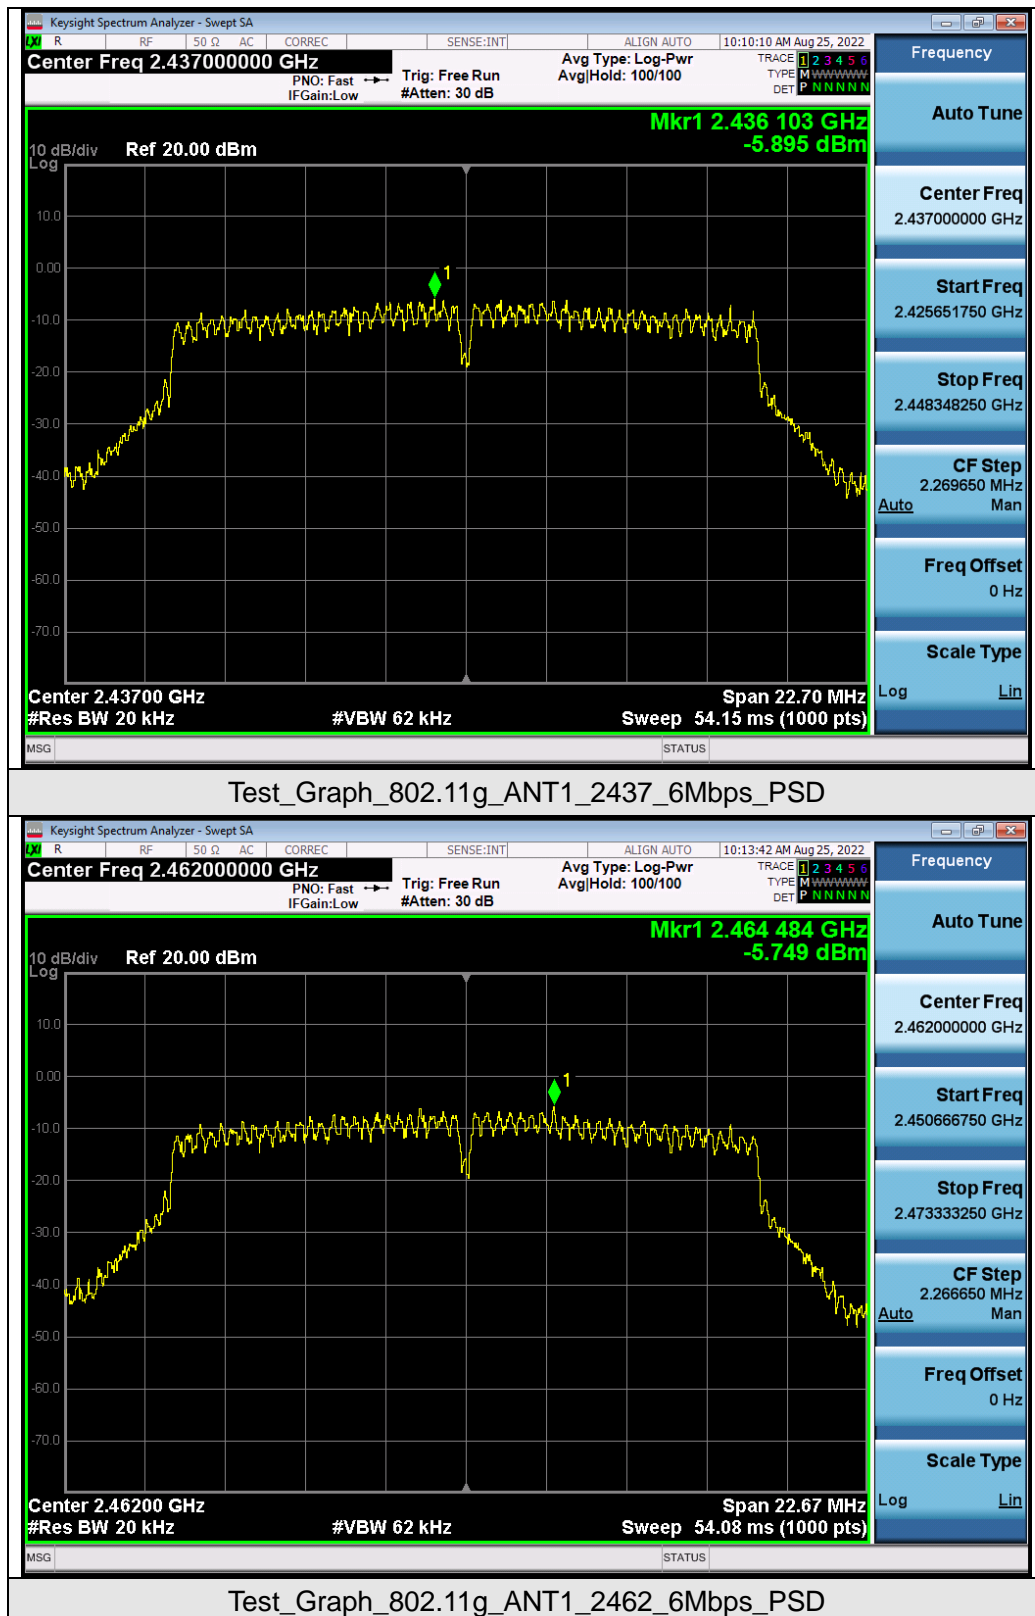 Keysight Spectrum Analyzer - Swept SA
LXI R RF 50 Ω AC CORREC SENSE:INT ALIGN AUTO 10:10:10 AM Aug 25, 2022
Center Freq 2.437000000 GHz
PNO: Fast
IFGain:Low
Trig: Free Run
#Atten: 30 dB
Avg Type: Log-Pwr
Avg|Hold: 100/100
TRACE 1 2 3 4 5 6
TYPE M WWWWW
DET P N N N N N
Mkr1 2.436 103 GHz
-5.895 dBm
10 dB/div Ref 20.00 dBm
Log
10.0
0.00
1
-10.0
-20.0
-30.0
-40.0
-50.0
-60.0
-70.0
Center 2.43700 GHz Span 22.70 MHz
#Res BW 20 kHz #VBW 62 kHz Sweep 54.15 ms (1000 pts)
MSG STATUS
Frequency
Auto Tune
Center Freq
2.437000000 GHz
Start Freq
2.425651750 GHz
Stop Freq
2.448348250 GHz
CF Step
2.269650 MHz
Auto Man
Freq Offset
0 Hz
Scale Type
Log Lin
Test_Graph_802.11g_ANT1_2437_6Mbps_PSD
Keysight Spectrum Analyzer - Swept SA
LXI R RF 50 Ω AC CORREC SENSE:INT ALIGN AUTO 10:13:42 AM Aug 25, 2022
Center Freq 2.462000000 GHz
PNO: Fast
IFGain:Low
Trig: Free Run
#Atten: 30 dB
Avg Type: Log-Pwr
Avg|Hold: 100/100
TRACE 1 2 3 4 5 6
TYPE M WWWWW
DET P N N N N N
Mkr1 2.464 484 GHz
-5.749 dBm
10 dB/div Ref 20.00 dBm
Log
10.0
0.00
1
-10.0
-20.0
-30.0
-40.0
-50.0
-60.0
-70.0
Center 2.46200 GHz Span 22.67 MHz
#Res BW 20 kHz #VBW 62 kHz Sweep 54.08 ms (1000 pts)
MSG STATUS
Frequency
Auto Tune
Center Freq
2.462000000 GHz
Start Freq
2.450666750 GHz
Stop Freq
2.473333250 GHz
CF Step
2.266650 MHz
Auto Man
Freq Offset
0 Hz
Scale Type
Log Lin
Test_Graph_802.11g_ANT1_2462_6Mbps_PSD